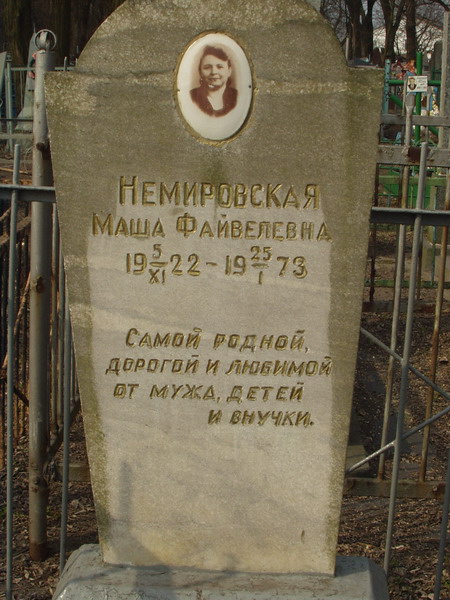 НЕМИРОВСКАЯ
МАША ФАЙВЕЛЕВНА
19 5/XI 22 - 19 25/I 73
САМОЙ РОДНОЙ,
ДОРОГОЙ И ЛЮБИМОЙ
ОТ МУЖА, ДЕТЕЙ
И ВНУЧКИ.